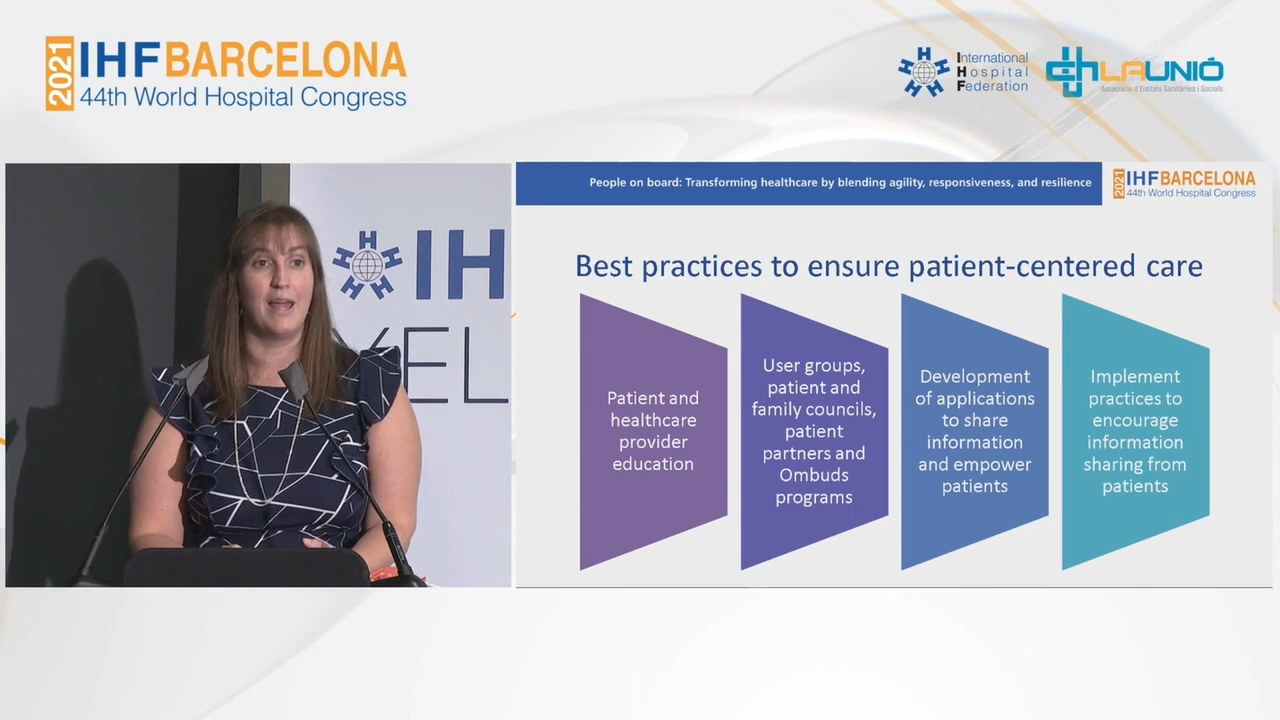 2021
IHF BARCELONA
44th World Hospital Congress
International
Hospital
Federation
LAUNIÓ
Associació d'Entitats Sanitàries i Socials
IH
YEL
People on board: Transforming healthcare by blending agility, responsiveness, and resilience
2021
IHF BARCELONA
44th World Hospital Congress
Best practices to ensure patient-centered care
Patient and
healthcare
provider
education
User groups,
patient and
family councils,
patient
partners and
Ombuds
programs
Development
of applications
to share
information
and empower
patients
Implement
practices to
encourage
information
sharing from
patients